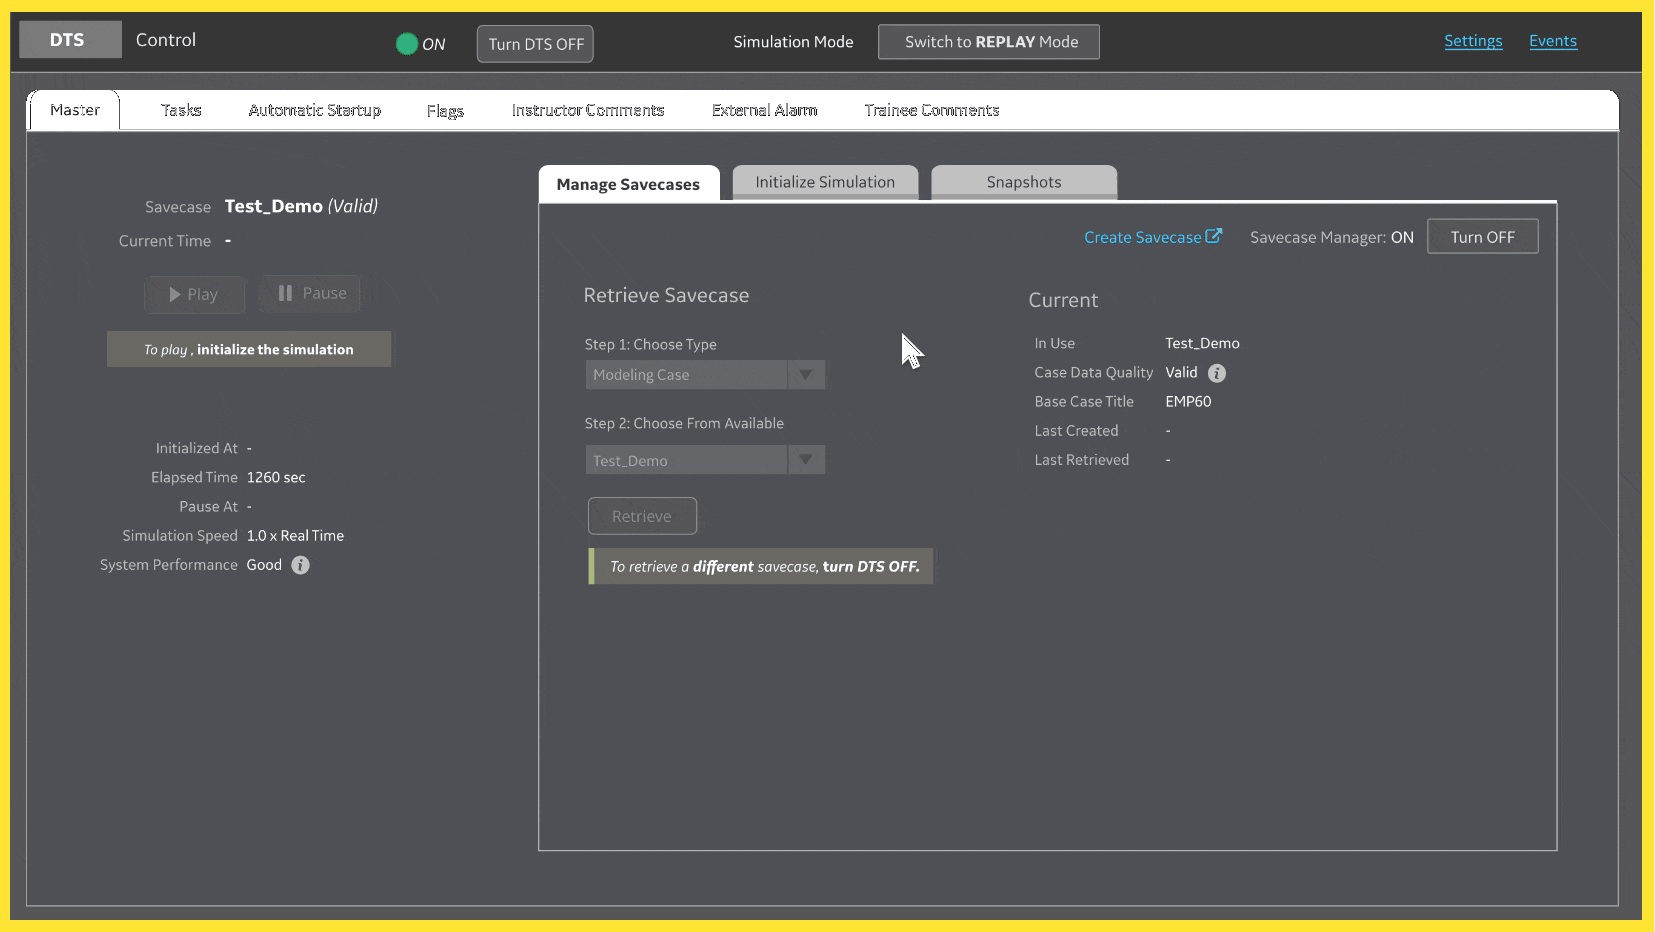 DTS Control ON Turn DTS OFF Simulation Mode Switch to REPLAY Mode Settings Events
Master Tasks Automatic Startup Flags Instructor Comments External Alarm Trainee Comments
Savecase Test_Demo (Valid)
Current Time -
Play Pause
To play , initialize the simulation
Initialized At -
Elapsed Time 1260 sec
Pause At -
Simulation Speed 1.0 x Real Time
System Performance Good i
Manage Savecases Initialize Simulation Snapshots
Create Savecase Savecase Manager: ON Turn OFF
Retrieve Savecase
Step 1: Choose Type
Modeling Case
Step 2: Choose From Available
Test_Demo
Retrieve
To retrieve a different savecase, turn DTS OFF.
Current
In Use Test_Demo
Case Data Quality Valid i
Base Case Title EMP60
Last Created -
Last Retrieved -